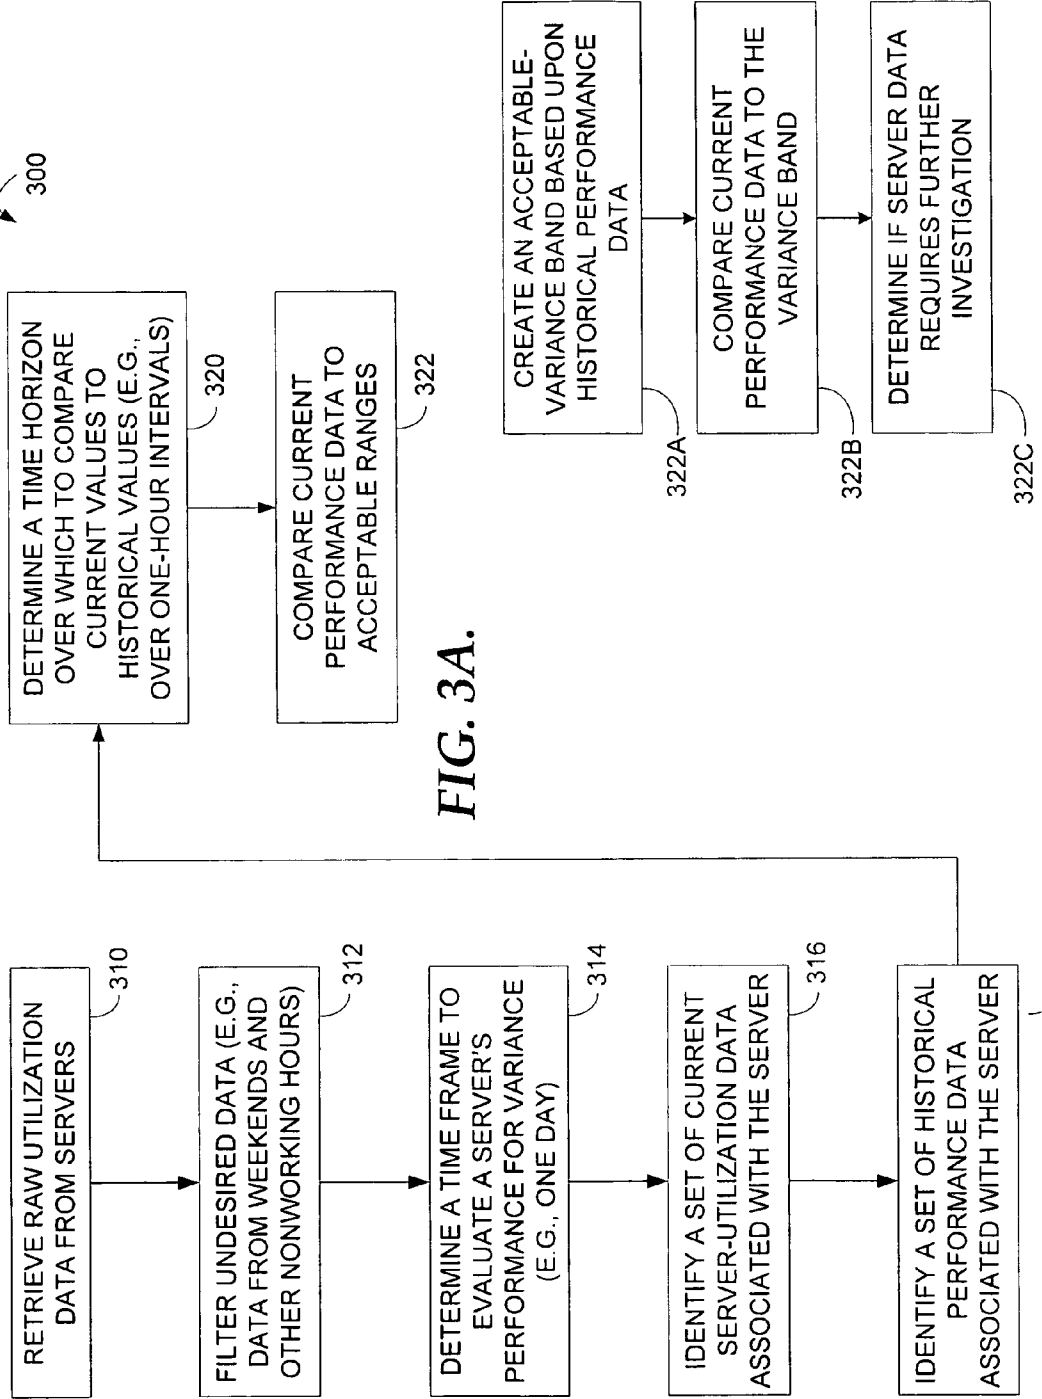 300
RETRIEVE RAW UTILIZATION
DATA FROM SERVERS
310
FILTER UNDESIRED DATA (E.G.,
DATA FROM WEEKENDS AND
OTHER NONWORKING HOURS)
312
DETERMINE A TIME FRAME TO
EVALUATE A SERVER'S
PERFORMANCE FOR VARIANCE
(E.G., ONE DAY)
314
IDENTIFY A SET OF CURRENT
SERVER-UTILIZATION DATA
ASSOCIATED WITH THE SERVER
316
IDENTIFY A SET OF HISTORICAL
PERFORMANCE DATA
ASSOCIATED WITH THE SERVER
DETERMINE A TIME HORIZON
OVER WHICH TO COMPARE
CURRENT VALUES TO
HISTORICAL VALUES (E.G.,
OVER ONE-HOUR INTERVALS)
320
COMPARE CURRENT
PERFORMANCE DATA TO
ACCEPTABLE RANGES
322
FIG. 3A.
CREATE AN ACCEPTABLE-
VARIANCE BAND BASED UPON
HISTORICAL PERFORMANCE
DATA
322A
COMPARE CURRENT
PERFORMANCE DATA TO THE
VARIANCE BAND
322B
DETERMINE IF SERVER DATA
REQUIRES FURTHER
INVESTIGATION
322C